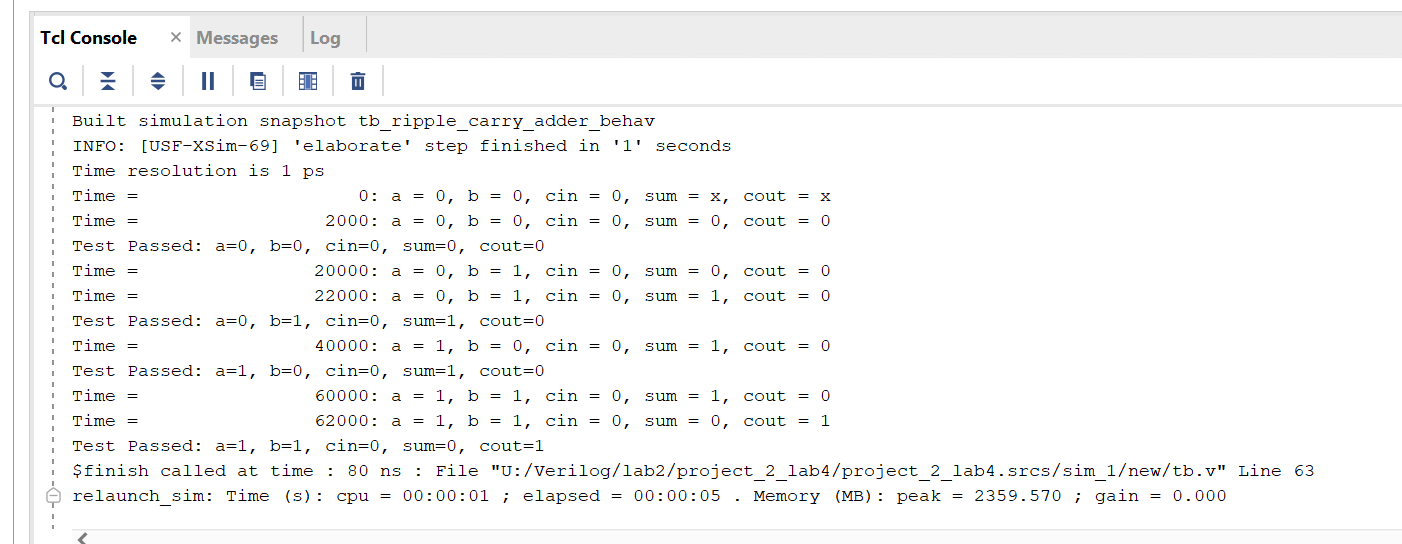 Tcl Console × Messages Log
Built simulation snapshot tb_ripple_carry_adder_behav
INFO: [USF-XSim-69] 'elaborate' step finished in '1' seconds
Time resolution is 1 ps
Time =                    0: a = 0, b = 0, cin = 0, sum = x, cout = x
Time =                 2000: a = 0, b = 0, cin = 0, sum = 0, cout = 0
Test Passed: a=0, b=0, cin=0, sum=0, cout=0
Time =                20000: a = 0, b = 1, cin = 0, sum = 0, cout = 0
Time =                22000: a = 0, b = 1, cin = 0, sum = 1, cout = 0
Test Passed: a=0, b=1, cin=0, sum=1, cout=0
Time =                40000: a = 1, b = 0, cin = 0, sum = 1, cout = 0
Test Passed: a=1, b=0, cin=0, sum=1, cout=0
Time =                60000: a = 1, b = 1, cin = 0, sum = 1, cout = 0
Time =                62000: a = 1, b = 1, cin = 0, sum = 0, cout = 1
Test Passed: a=1, b=1, cin=0, sum=0, cout=1
$finish called at time : 80 ns : File "U:/Verilog/lab2/project_2_lab4/project_2_lab4.srcs/sim_1/new/tb.v" Line 63
relaunch_sim: Time (s): cpu = 00:00:01 ; elapsed = 00:00:05 . Memory (MB): peak = 2359.570 ; gain = 0.000